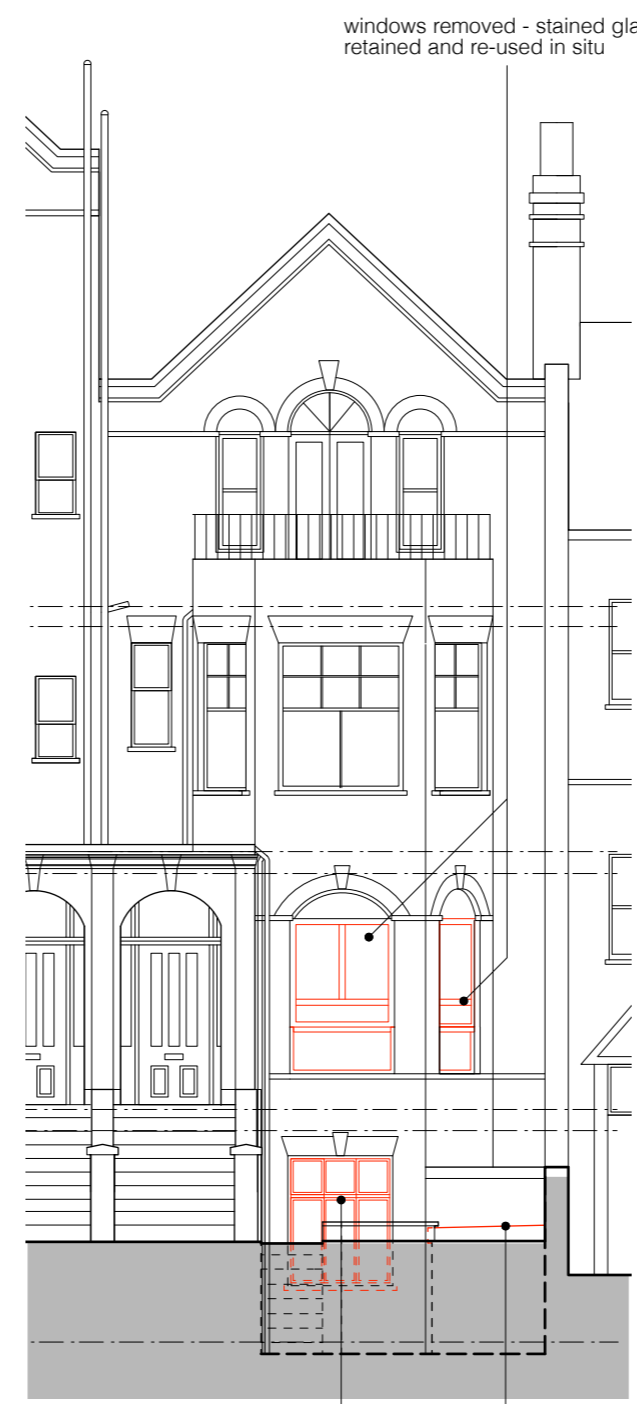 windows removed - stained gla
retained and re-used in situ